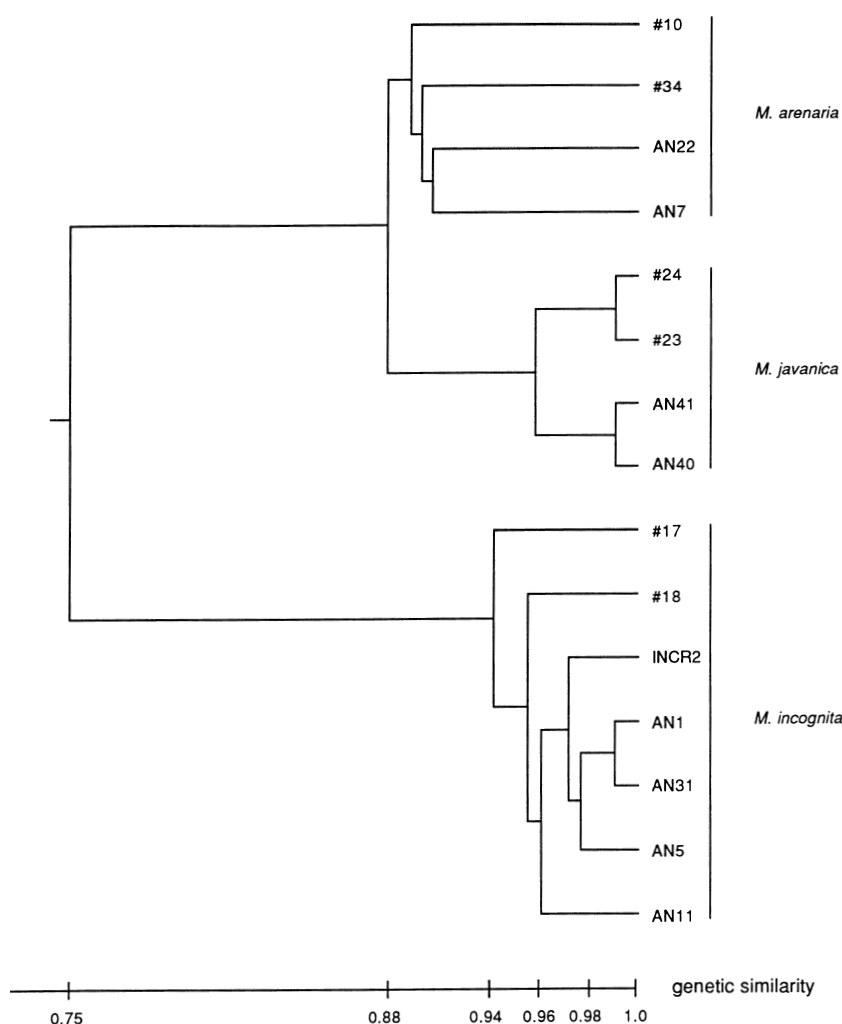 #10
#34
M. arenaria
AN22
AN7
#24
#23
M. javanica
AN41
AN40
#17
#18
INCR2
AN1
M. incognita
AN31
AN5
AN11
genetic similarity
0.75 0.88 0.94 0.96 0.98 1.0